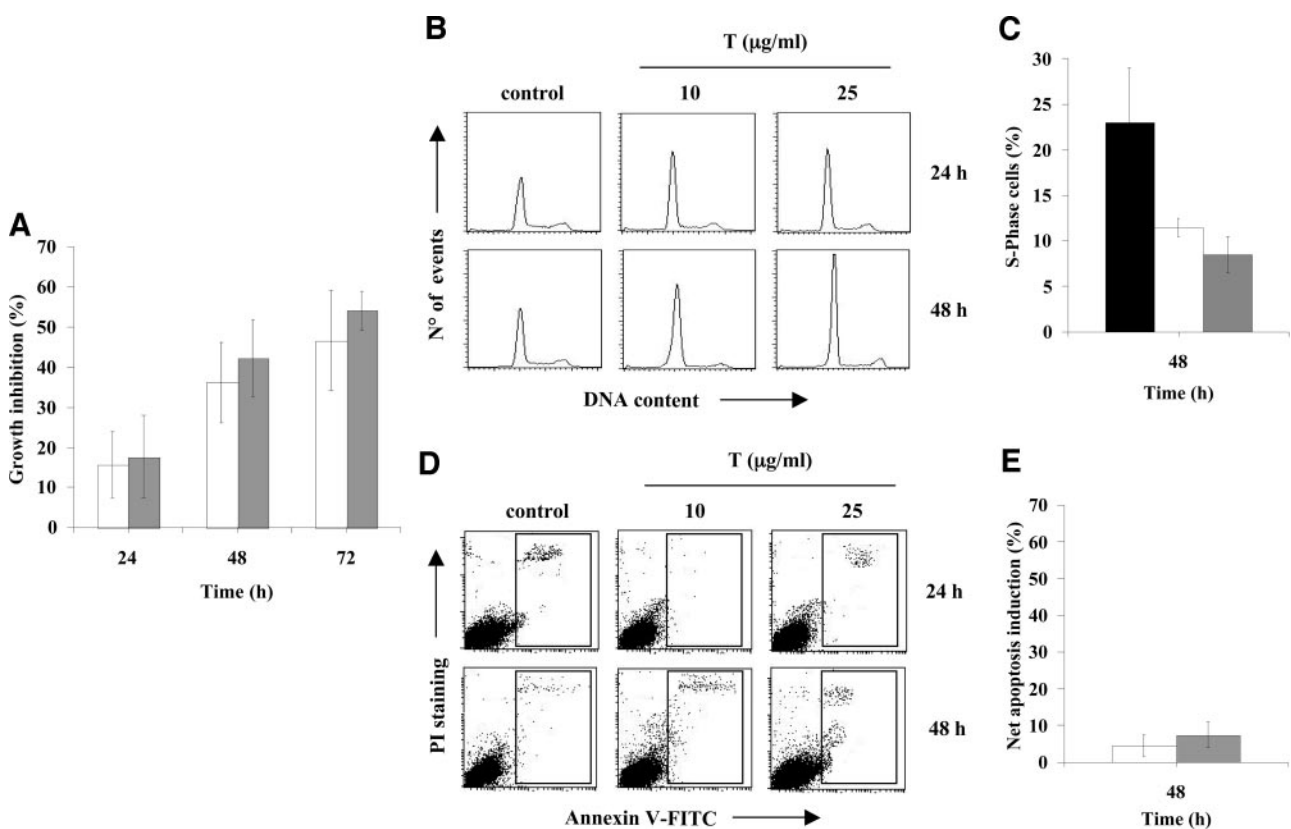 A
Growth inhibition (%)
70
60
50
40
30
20
10
0
24 48 72
Time (h)
B
T (μg/ml)
control 10 25
N° of events
24 h
48 h
DNA content
C
S-Phase cells (%)
30
25
20
15
10
5
0
48
Time (h)
D
T (μg/ml)
control 10 25
PI staining
24 h
48 h
Annexin V-FITC
E
Net apoptosis induction (%)
70
60
50
40
30
20
10
0
48
Time (h)